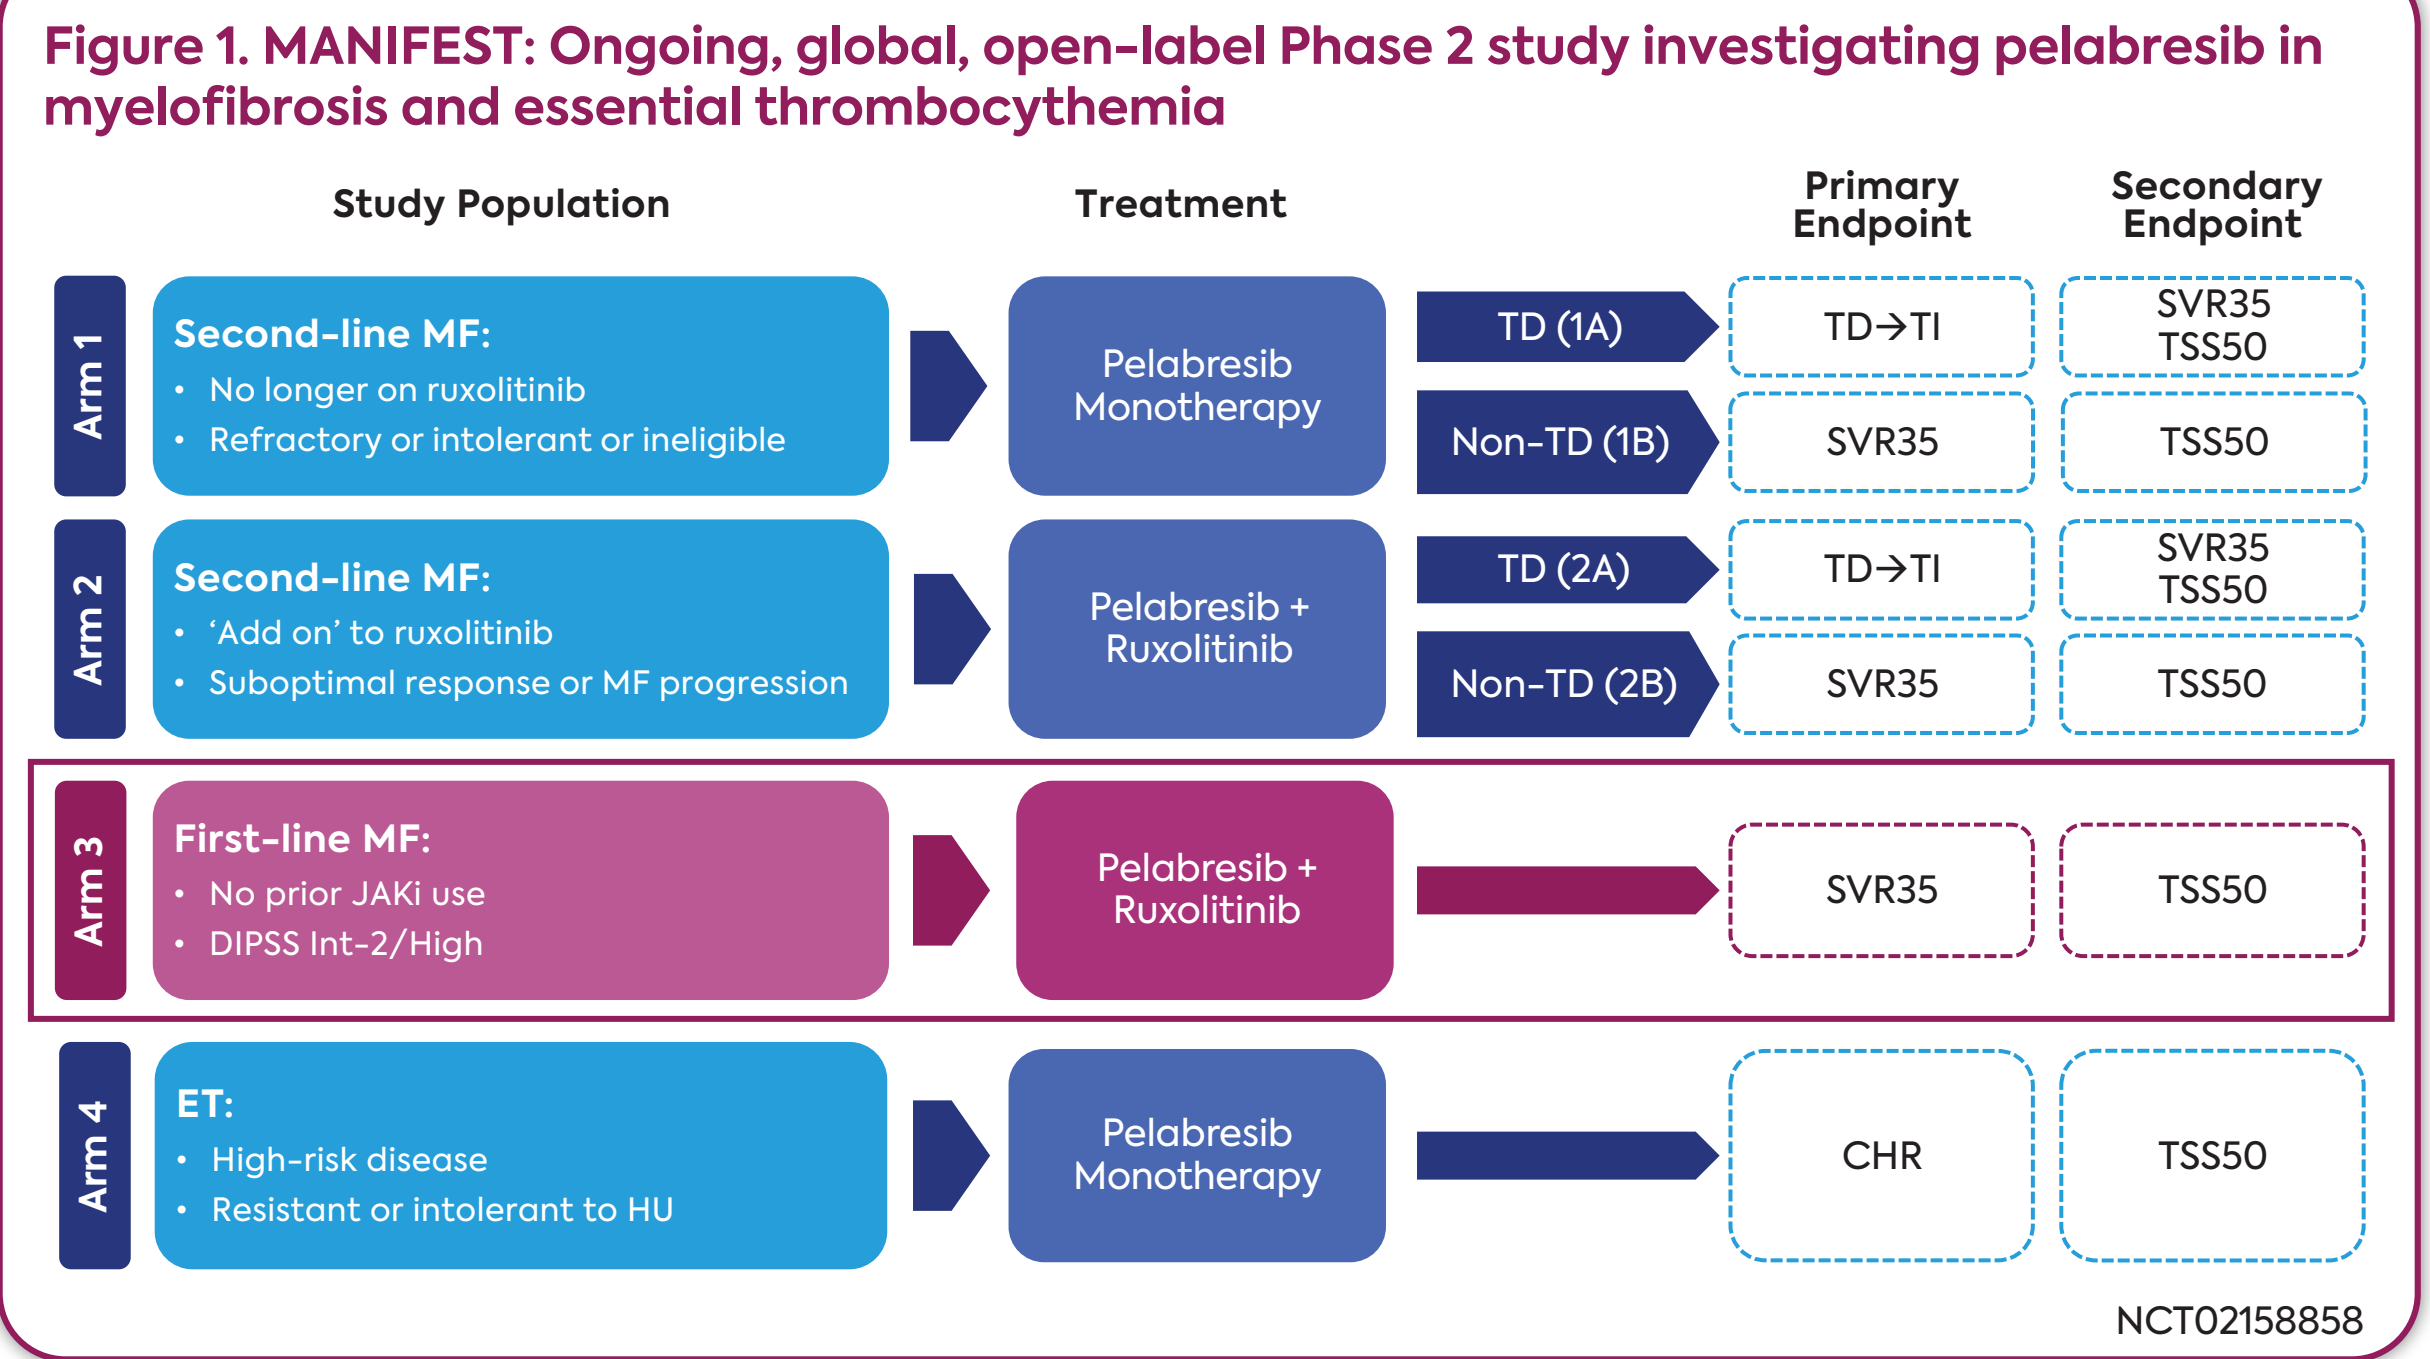 Figure 1. MANIFEST: Ongoing, global, open-label Phase 2 study investigating pelabresib in
myelofibrosis and essential thrombocythemia
Study Population
Treatment
Primary
Endpoint
Secondary
Endpoint
Arm 1
Second-line MF:
• No longer on ruxolitinib
• Refractory or intolerant or ineligible
Pelabresib
Monotherapy
TD (1A)
TD→TI
SVR35
TSS50
Non-TD (1B)
SVR35
TSS50
Arm 2
Second-line MF:
• ‘Add on’ to ruxolitinib
• Suboptimal response or MF progression
Pelabresib +
Ruxolitinib
TD (2A)
TD→TI
SVR35
TSS50
Non-TD (2B)
SVR35
TSS50
Arm 3
First-line MF:
• No prior JAKi use
• DIPSS Int-2/High
Pelabresib +
Ruxolitinib
SVR35
TSS50
Arm 4
ET:
• High-risk disease
• Resistant or intolerant to HU
Pelabresib
Monotherapy
CHR
TSS50
NCT02158858